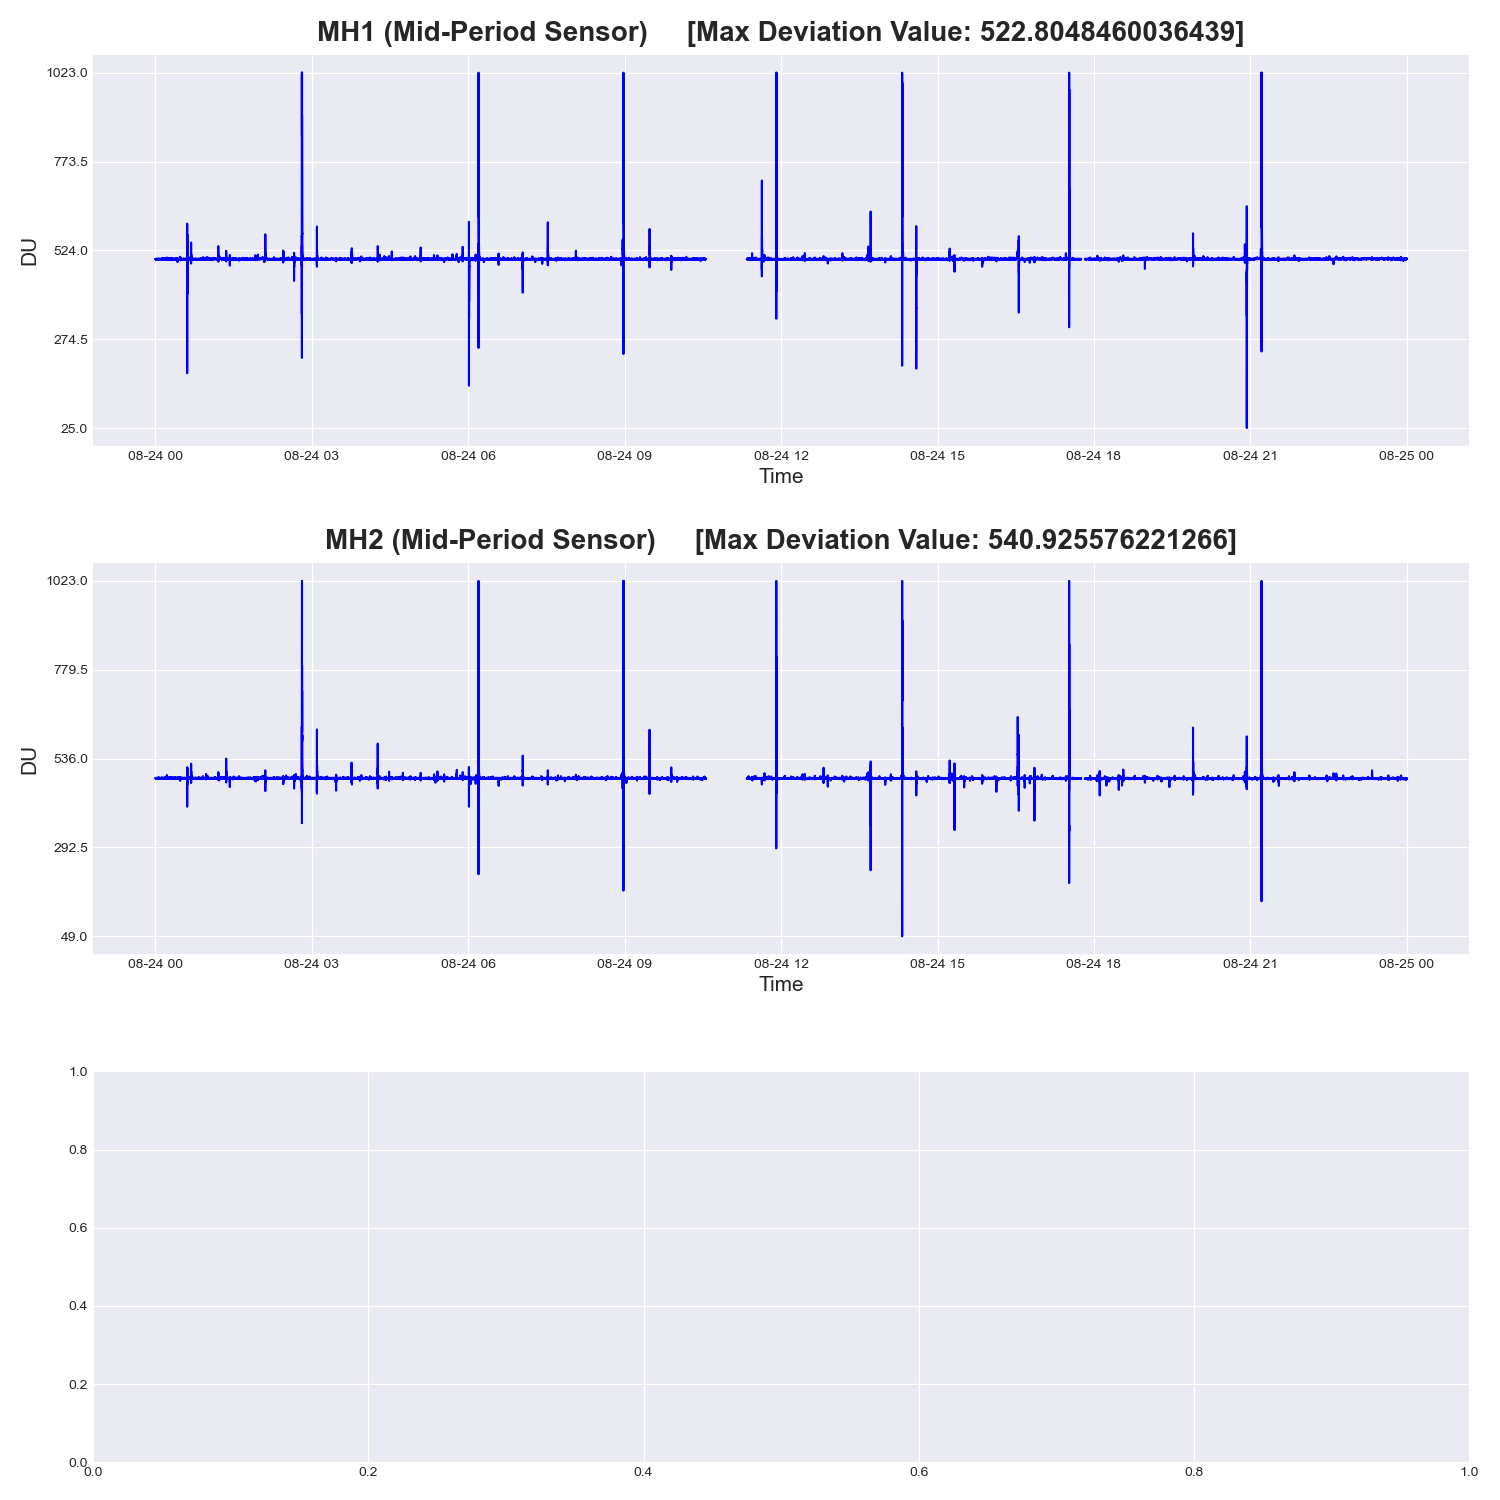 MH1 (Mid-Period Sensor) [Max Deviation Value: 522.8048460036439]
1023.0
773.5
524.0
274.5
25.0
DU
08-24 00 08-24 03 08-24 06 08-24 09 08-24 12 08-24 15 08-24 18 08-24 21 08-25 00
Time
MH2 (Mid-Period Sensor) [Max Deviation Value: 540.925576221266]
1023.0
779.5
536.0
292.5
49.0
DU
08-24 00 08-24 03 08-24 06 08-24 09 08-24 12 08-24 15 08-24 18 08-24 21 08-25 00
Time
1.0
0.8
0.6
0.4
0.2
0.0
0.0 0.2 0.4 0.6 0.8 1.0